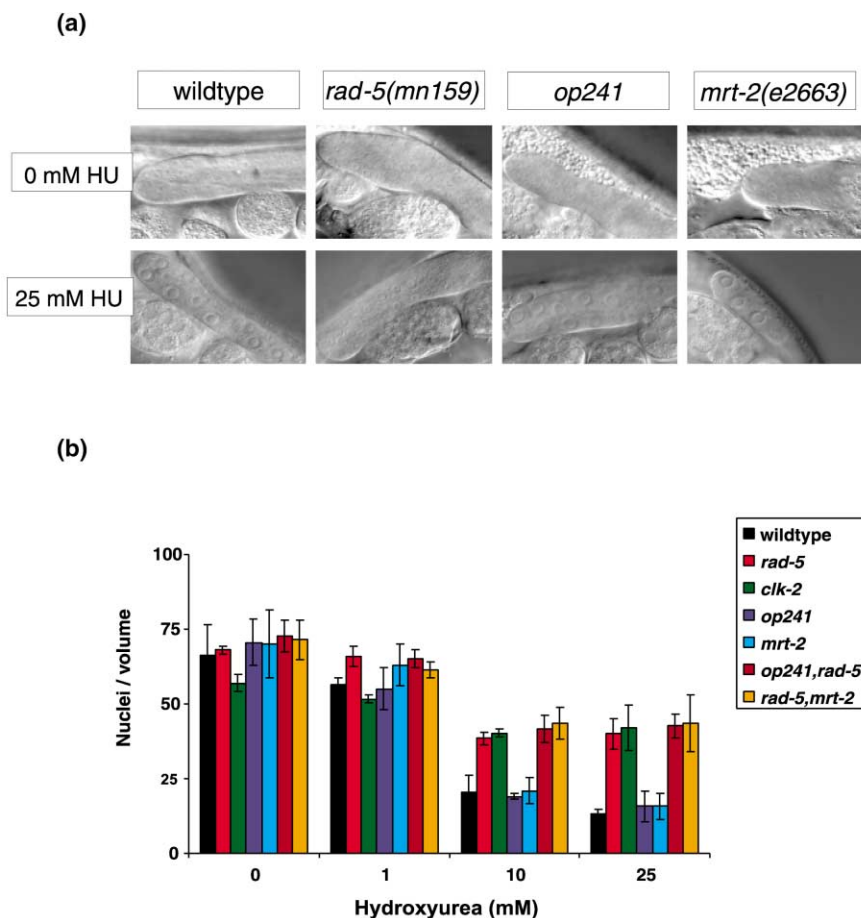 (a)
wildtype
rad-5(mn159)
op241
mrt-2(e2663)
0 mM HU
25 mM HU
(b)
Nuclei / volume
100
75
50
25
0
0
1
10
25
Hydroxyurea (mM)
wildtype
rad-5
clk-2
op241
mrt-2
op241,rad-5
rad-5,mrt-2